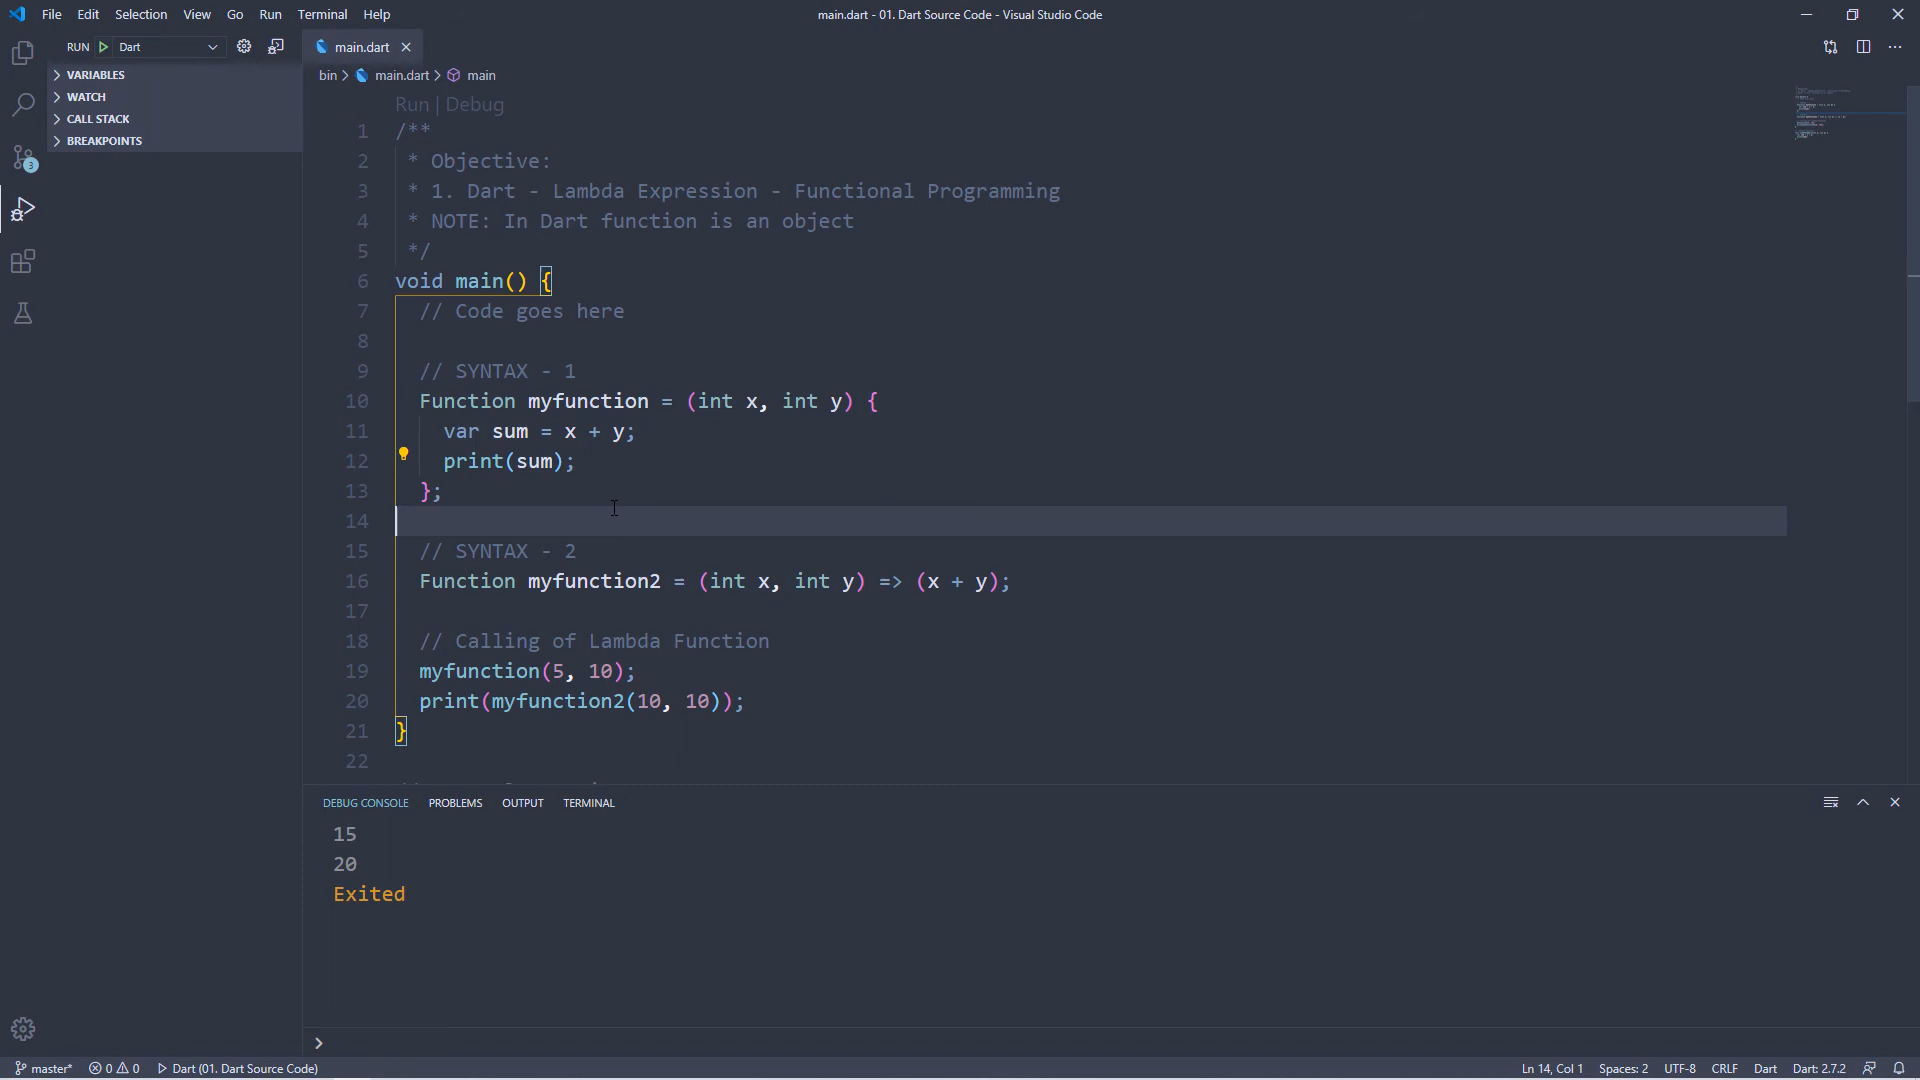 File Edit Selection View Go Run Terminal Help
main.dart - 01. Dart Source Code - Visual Studio Code
RUN Dart
main.dart
VARIABLES
WATCH
CALL STACK
BREAKPOINTS
3
bin > main.dart > main
Run | Debug
1 /**
2 * Objective:
3 * 1. Dart - Lambda Expression - Functional Programming
4 * NOTE: In Dart function is an object
5 */
6 void main() {
7 // Code goes here
8
9 // SYNTAX - 1
10 Function myfunction = (int x, int y) {
11 var sum = x + y;
12 print(sum);
13 };
14
15 // SYNTAX - 2
16 Function myfunction2 = (int x, int y) => (x + y);
17
18 // Calling of Lambda Function
19 myfunction(5, 10);
20 print(myfunction2(10, 10));
21 }
22
DEBUG CONSOLE PROBLEMS OUTPUT TERMINAL
15
20
Exited
>
master* 0 0 Dart (01. Dart Source Code)
Ln 14, Col 1 Spaces: 2 UTF-8 CRLF Dart Dart: 2.7.2